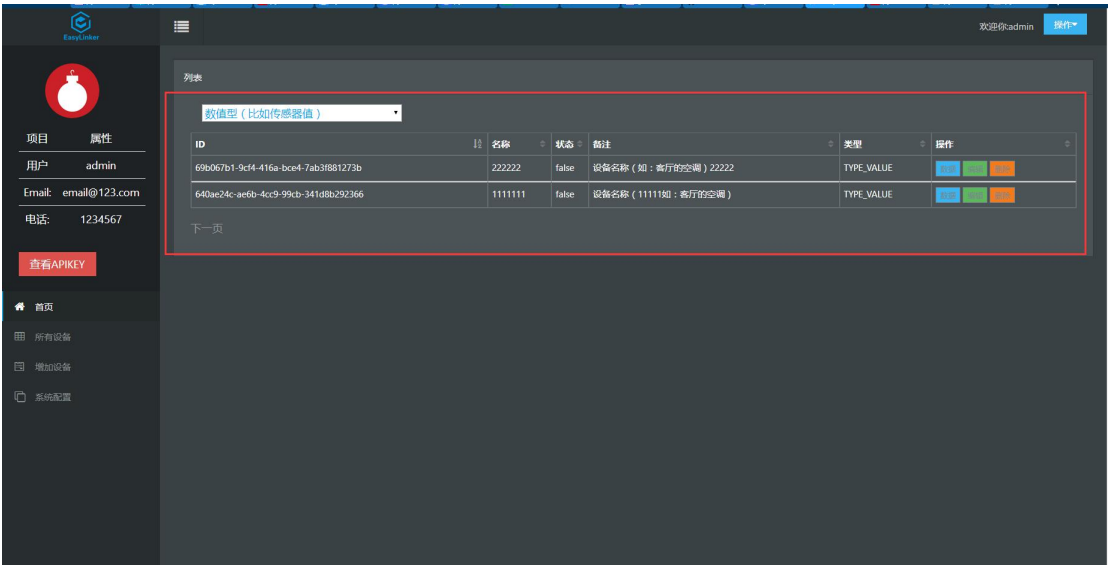 EasyLinker
欢迎你:admin 操作
列表
数值型（比如传感器值）
项目 属性
用户 admin
Email: email@123.com
电话: 1234567
查看APIKEY
首页
所有设备
增加设备
系统配置
ID 名称 状态 备注 类型 操作
69b067b1-9cf4-416a-bce4-7ab3f881273b 222222 false 设备名称（如：客厅的空调）22222 TYPE_VALUE
640ae24c-ae6b-4cc9-99cb-341d8b292366 1111111 false 设备名称（11111如：客厅的空调） TYPE_VALUE
下一页